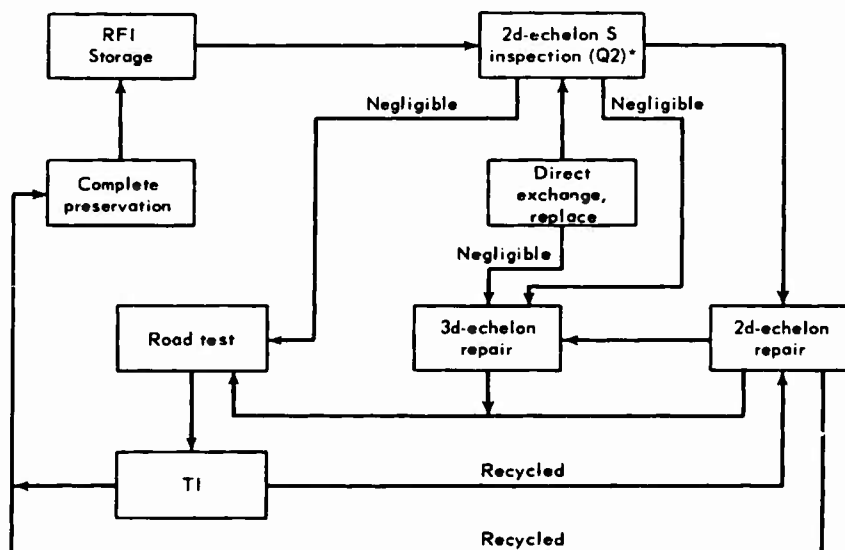 RFI
Storage
2d-echelon S
inspection (Q2)*
Negligible
Negligible
Complete
preservation
Direct
exchange,
replace
Negligible
Road test
3d-echelon
repair
2d-echelon
repair
TI
Recycled
Recycled